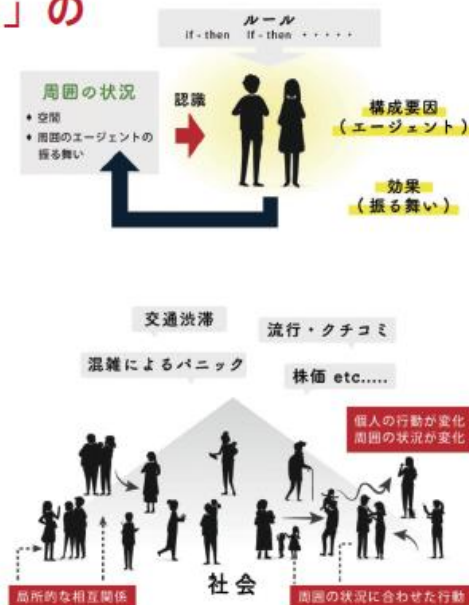 」の
ルール
if - then If - then ・・・・・
周囲の状況
• 空間
• 周囲のエージェントの
振る舞い
認識
構成要因
（エージェント）
効果
（振る舞い）
交通渋滞
流行・クチコミ
混雑によるパニック
株価 etc.....
個人の行動が変化
周囲の状況が変化
社会
局所的な相互関係
周囲の状況に合わせた行動